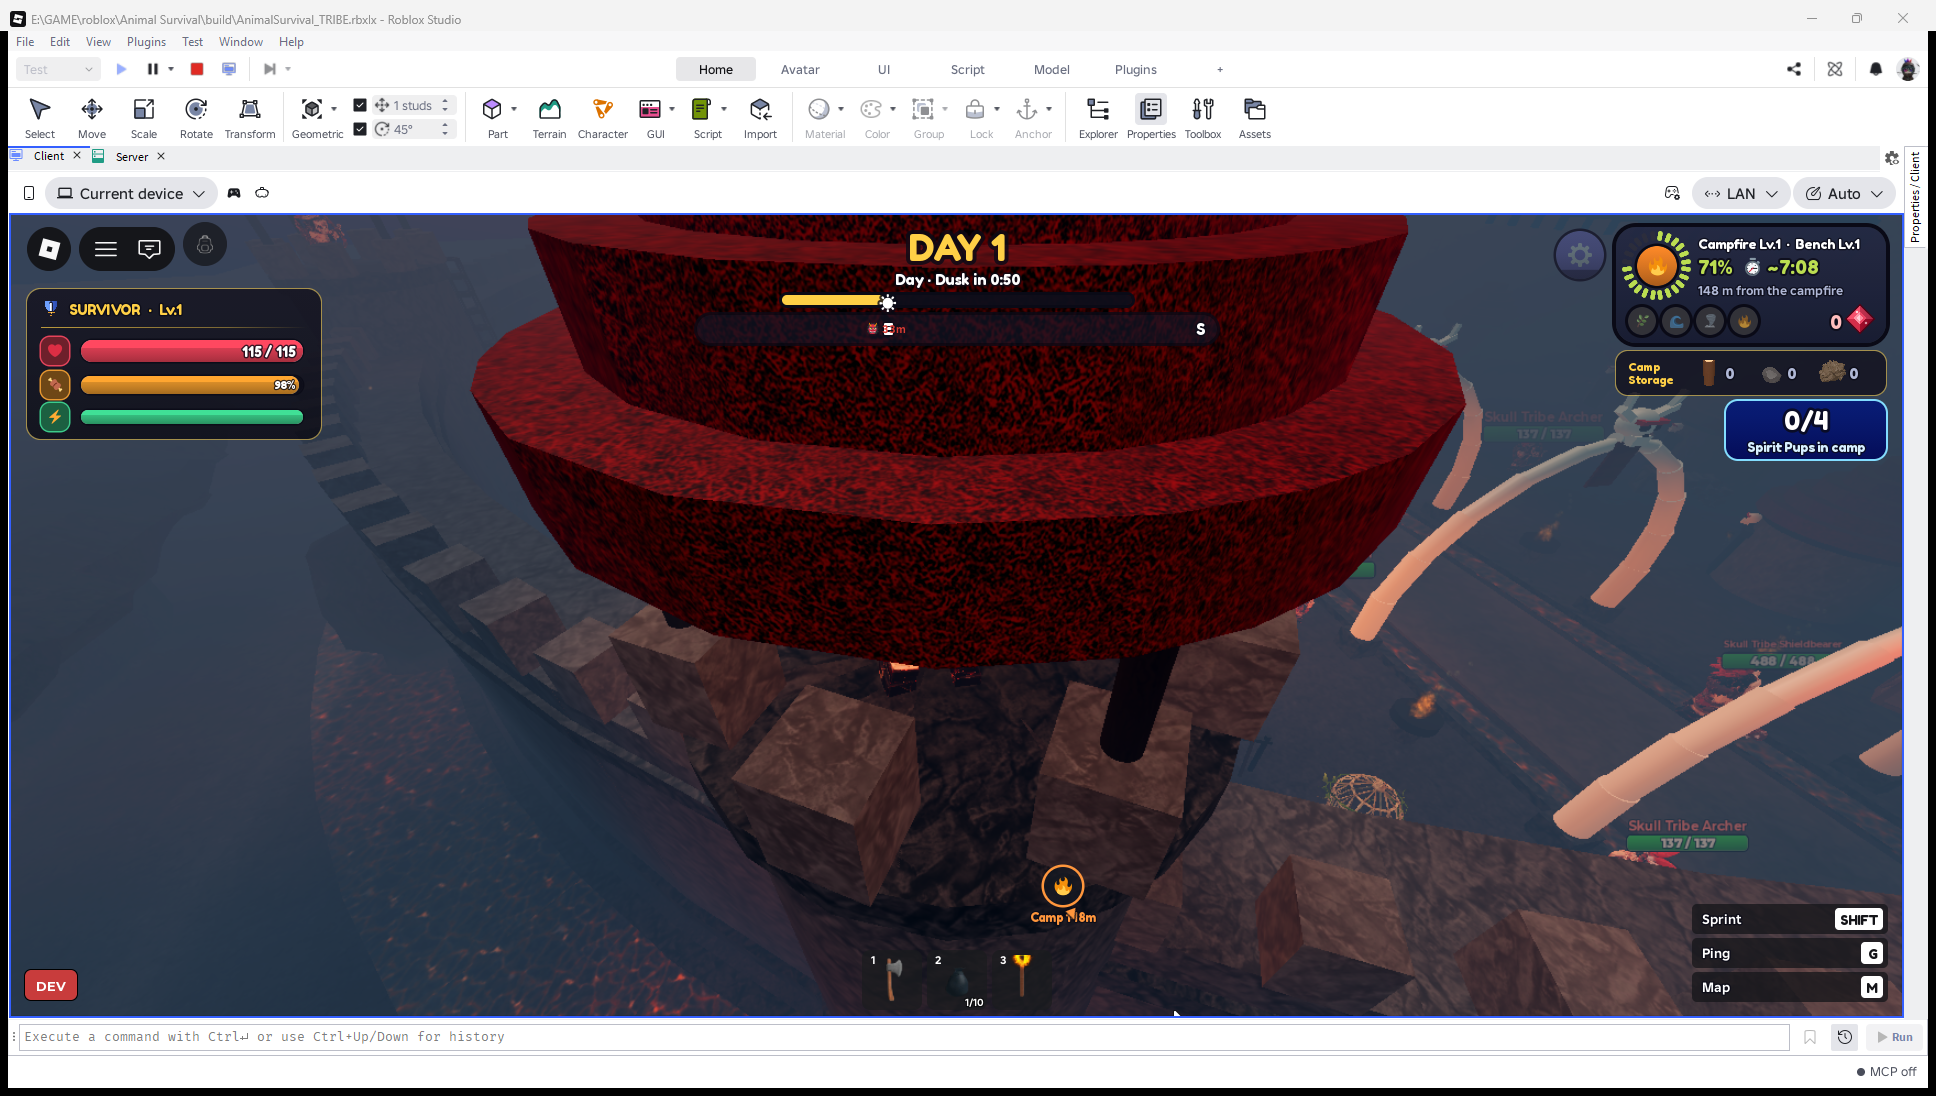 E:\GAME\roblox\Animal Survival\build\AnimalSurvival_TRIBE.rbxlx - Roblox Studio
File Edit View Plugins Test Window Help
Test
Home Avatar UI Script Model Plugins +
1 studs
45°
Select Move Scale Rotate Transform Geometric Part Terrain Character GUI Script Import Material Color Group Lock Anchor Explorer Properties Toolbox Assets
Client Server
Properties / Client
Current device
LAN Auto
DAY 1
Day · Dusk in 0:50
S
SURVIVOR · Lv.1
115 / 115
98%
Campfire Lv.1 · Bench Lv.1
71% ~7:08
148 m from the campfire
0
Camp Storage
0 0 0
0/4
Spirit Pups in camp
Skull Tribe Archer
137 / 137
Skull Tribe Shieldbearer
488 / 488
Skull Tribe Archer
137 / 137
Sprint SHIFT
Ping G
Map M
1 2 3
1/10
DEV
Execute a command with Ctrl↵ or use Ctrl+Up/Down for history
Run
MCP off